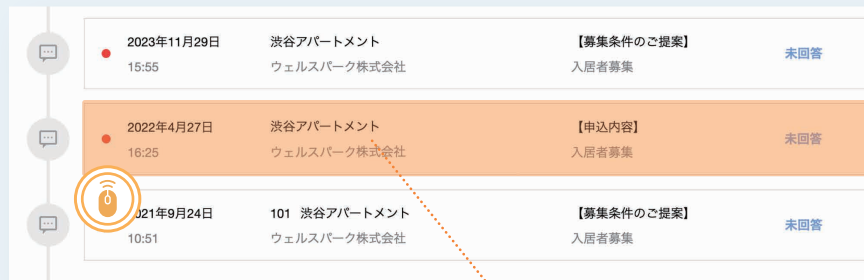 2023年11月29日 渋谷アパートメント 【募集条件のご提案】 未回答
15:55 ウェルスパーク株式会社 入居者募集
2022年4月27日 渋谷アパートメント 【申込内容】 未回答
16:25 ウェルスパーク株式会社 入居者募集
021年9月24日 101 渋谷アパートメント 【募集条件のご提案】 未回答
10:51 ウェルスパーク株式会社 入居者募集